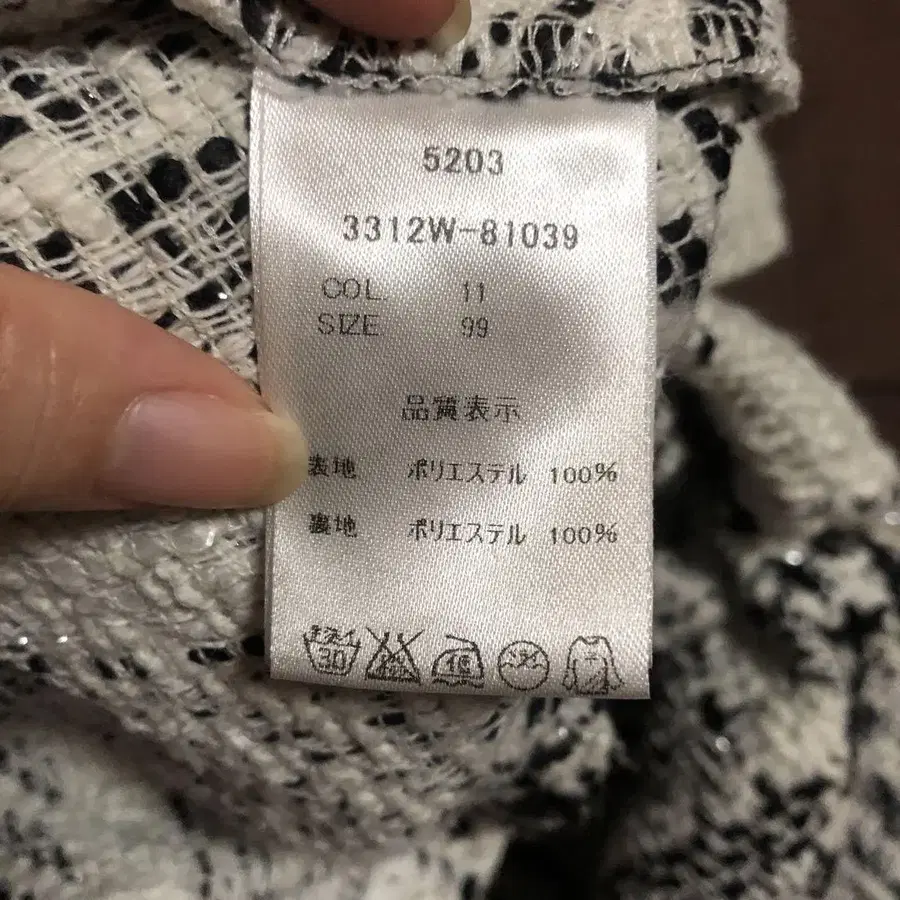 5203
3312W-81039
COL. 11
SIZE 99
品質表示
表地 ポリエステル 100%
裏地 ポリエステル 100%
30